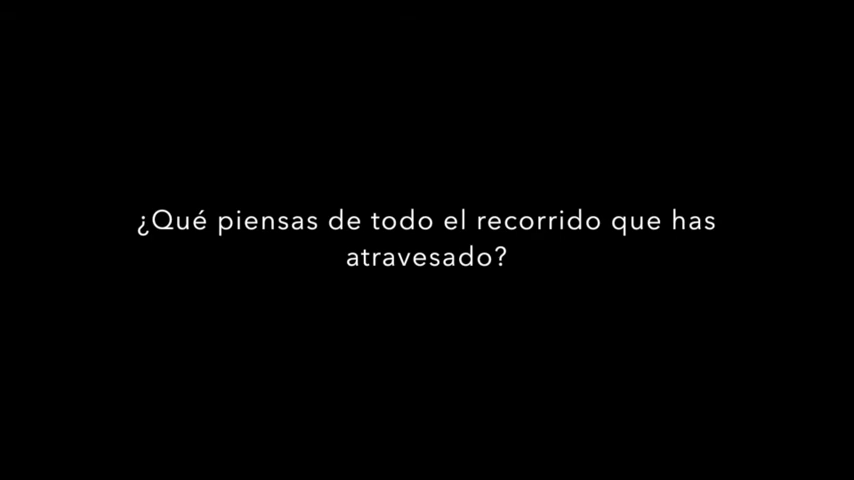 ¿Qué piensas de todo el recorrido que has
atravesado?